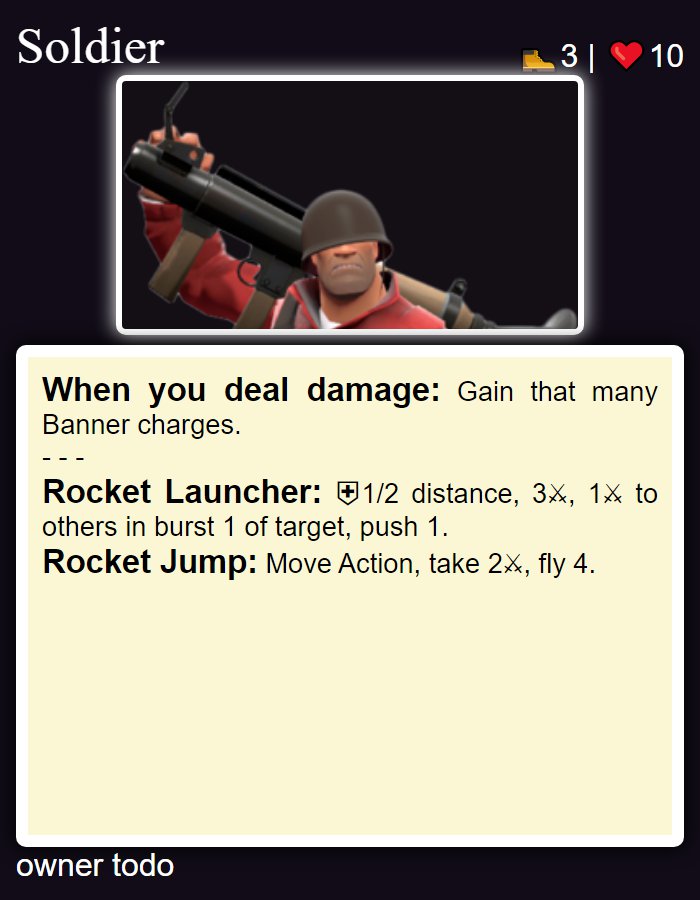 Soldier
🥾3 | ❤️10
When you deal damage: Gain that many
Banner charges.
- - -
Rocket Launcher: ⛨1/2 distance, 3⚔, 1⚔ to
others in burst 1 of target, push 1.
Rocket Jump: Move Action, take 2⚔, fly 4.
owner todo